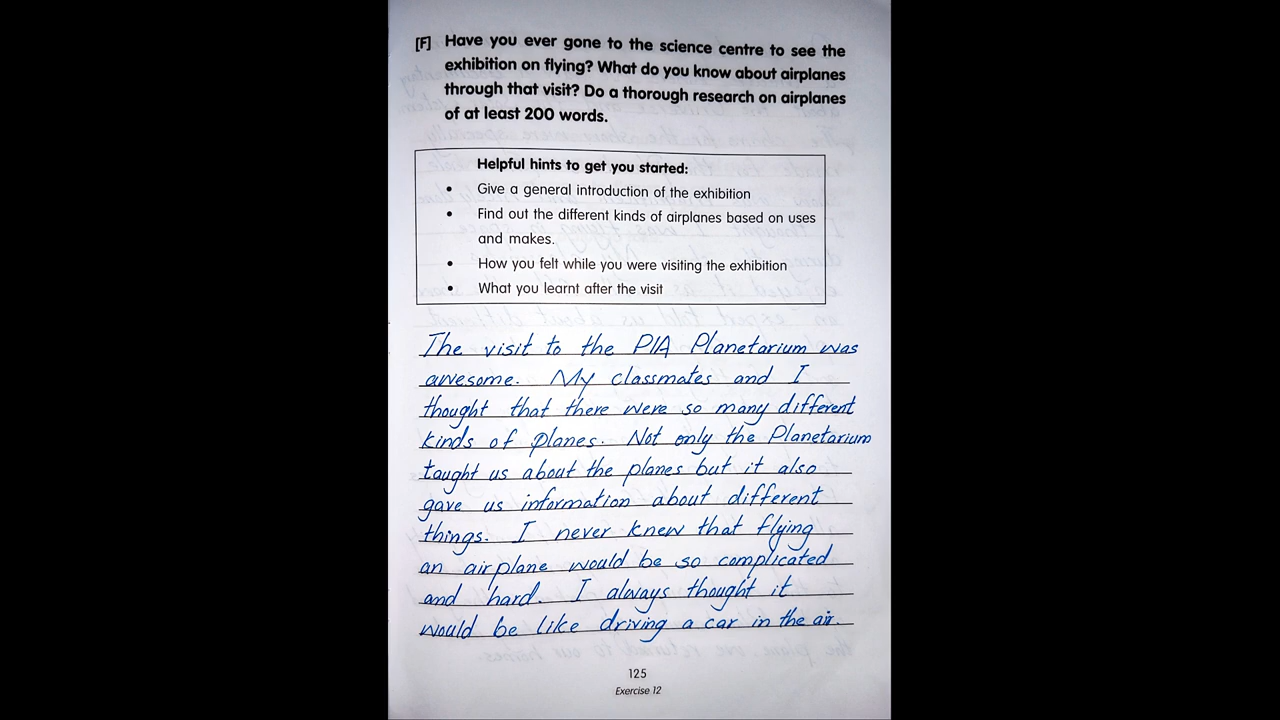 [F] Have you ever gone to the science centre to see the
exhibition on flying? What do you know about airplanes
through that visit? Do a thorough research on airplanes
of at least 200 words.
Helpful hints to get you started:
• Give a general introduction of the exhibition
• Find out the different kinds of airplanes based on uses
and makes.
• How you felt while you were visiting the exhibition
• What you learnt after the visit
The visit to the PIA Planetarium was
awesome. My classmates and I
thought that there were so many different
kinds of planes. Not only the Planetarium
taught us about the planes but it also
gave us information about different
things. I never knew that flying
an airplane would be so complicated
and hard. I always thought it
would be like driving a car in the air.
125
Exercise 12